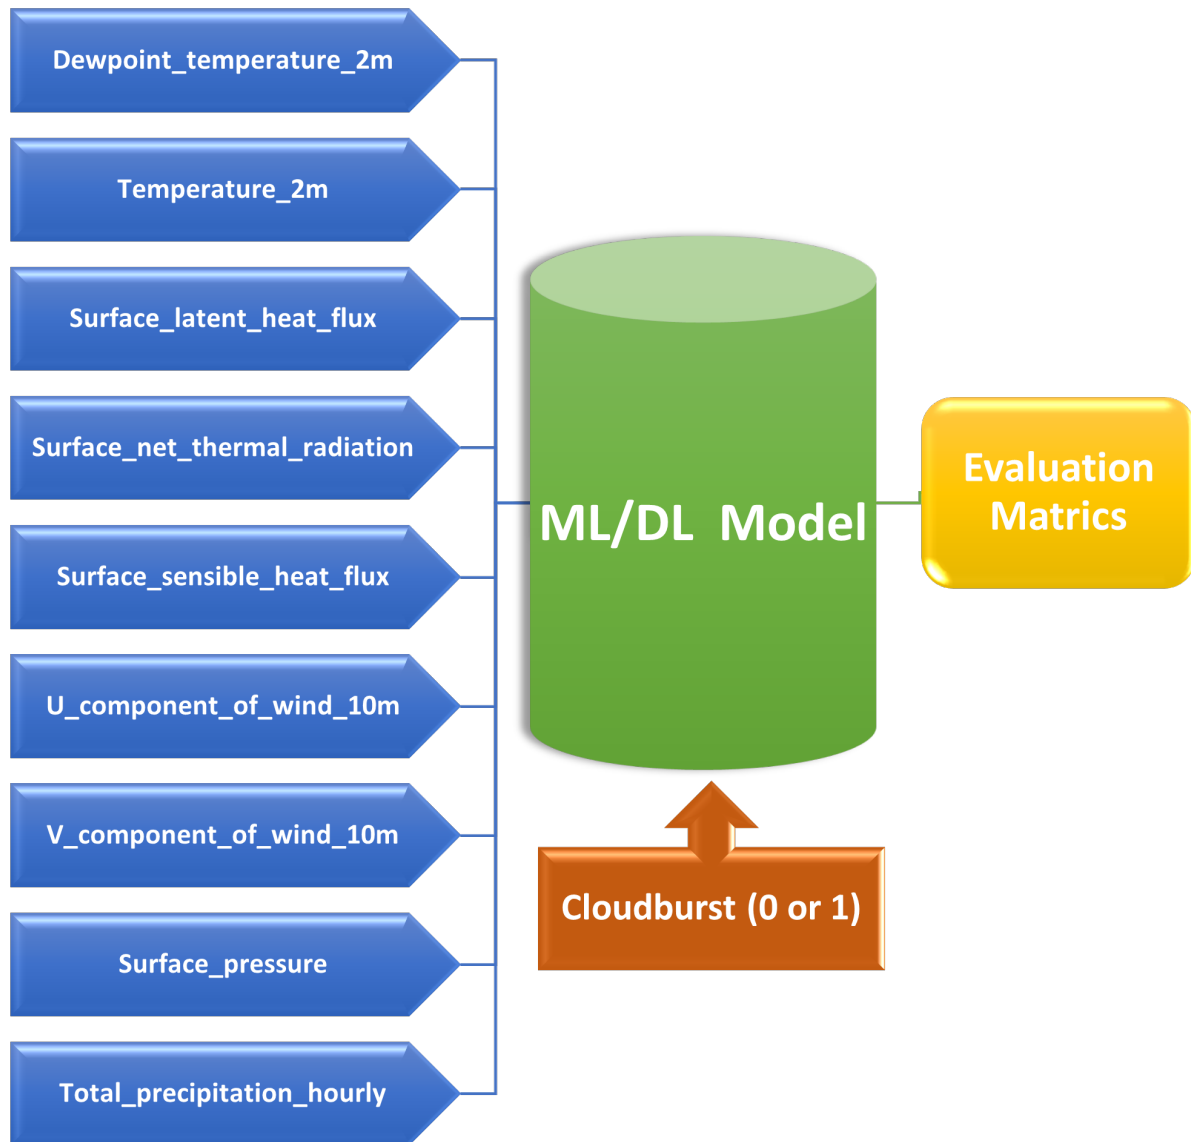 Dewpoint_temperature_2m
Temperature_2m
Surface_latent_heat_flux
Surface_net_thermal_radiation
Surface_sensible_heat_flux
U_component_of_wind_10m
V_component_of_wind_10m
Surface_pressure
Total_precipitation_hourly
ML/DL  Model
Cloudburst (0 or 1)
Evaluation
Matrics